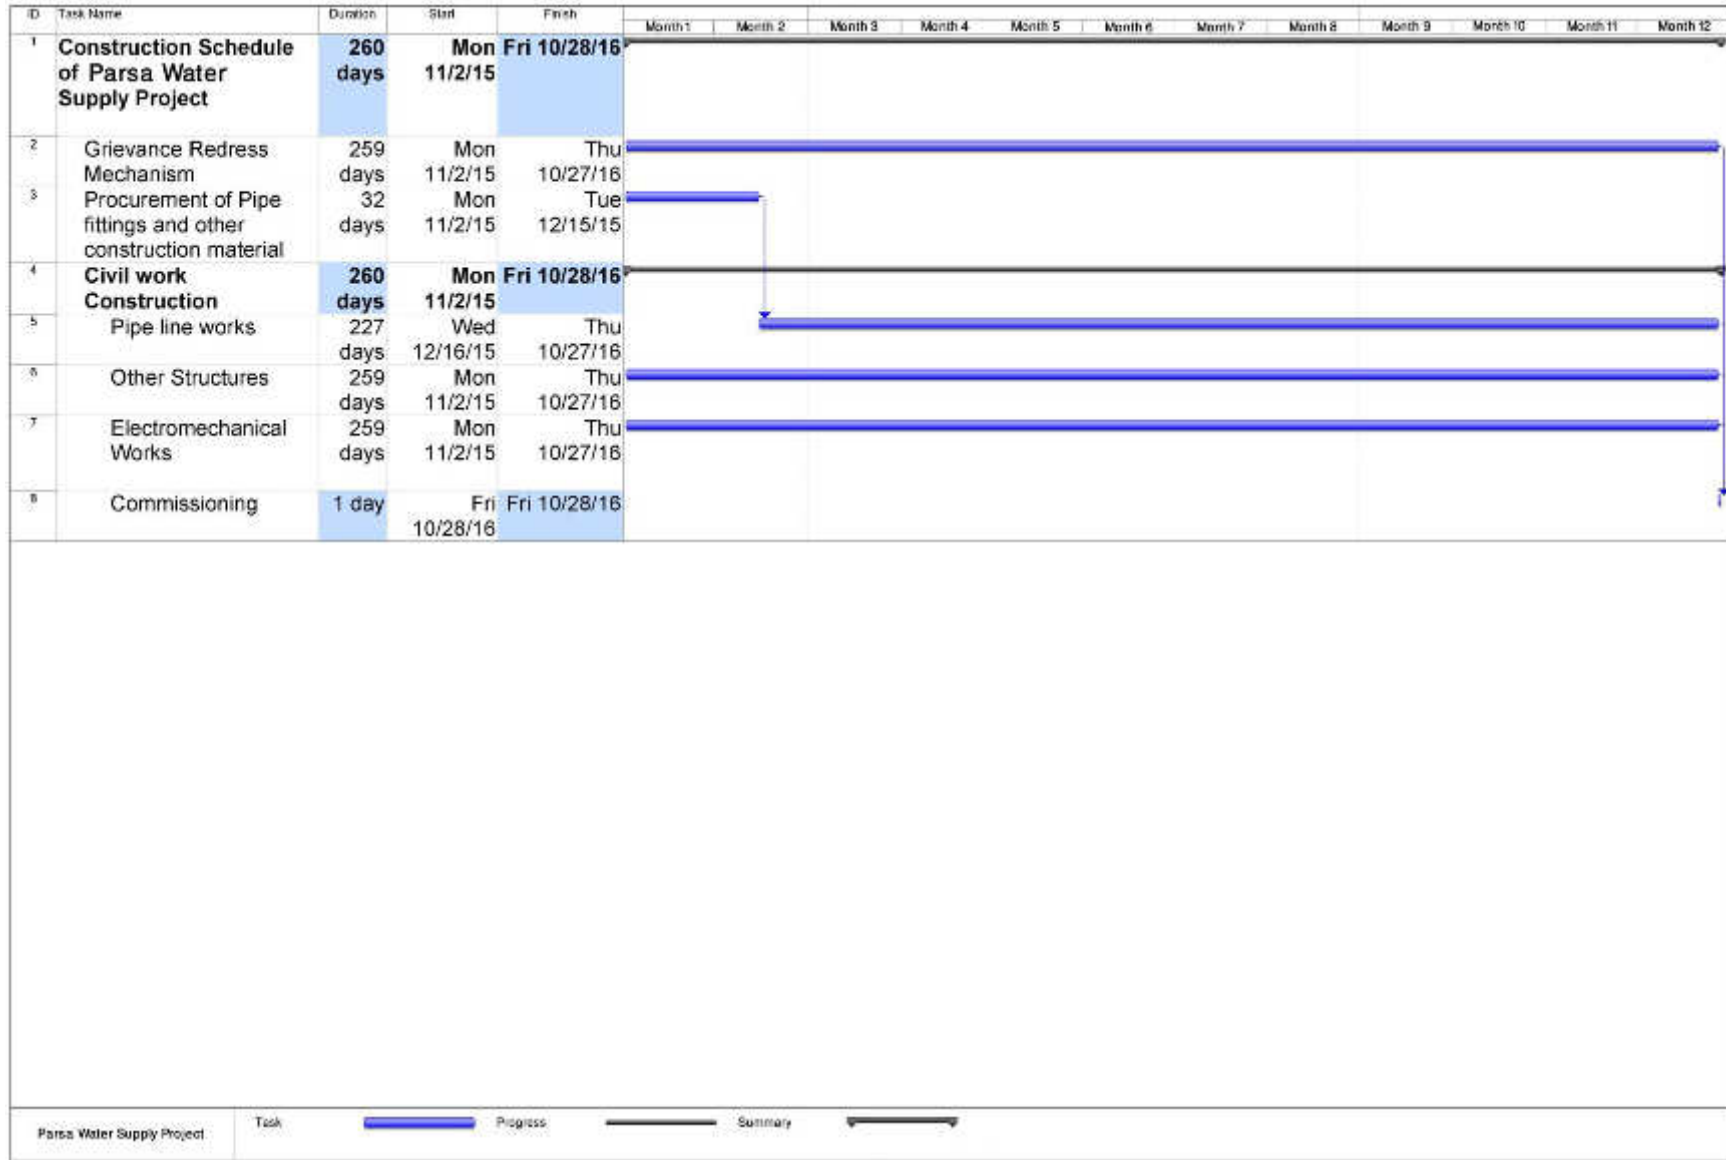 ID Task Name Duration Start Finish Month 1 Month 2 Month 3 Month 4 Month 5 Month 6 Month 7 Month 8 Month 9 Month 10 Month 11 Month 12
1 Construction Schedule 260 Mon Fri 10/28/16
of Parsa Water days 11/2/15
Supply Project
2 Grievance Redress 259 Mon Thu
Mechanism days 11/2/15 10/27/16
3 Procurement of Pipe 32 Mon Tue
fittings and other days 11/2/15 12/15/15
construction material
4 Civil work 260 Mon Fri 10/28/16
Construction days 11/2/15
5 Pipe line works 227 Wed Thu
days 12/16/15 10/27/16
6 Other Structures 259 Mon Thu
days 11/2/15 10/27/16
7 Electromechanical 259 Mon Thu
Works days 11/2/15 10/27/16
8 Commissioning 1 day Fri Fri 10/28/16
10/28/16
Parsa Water Supply Project Task Progress Summary